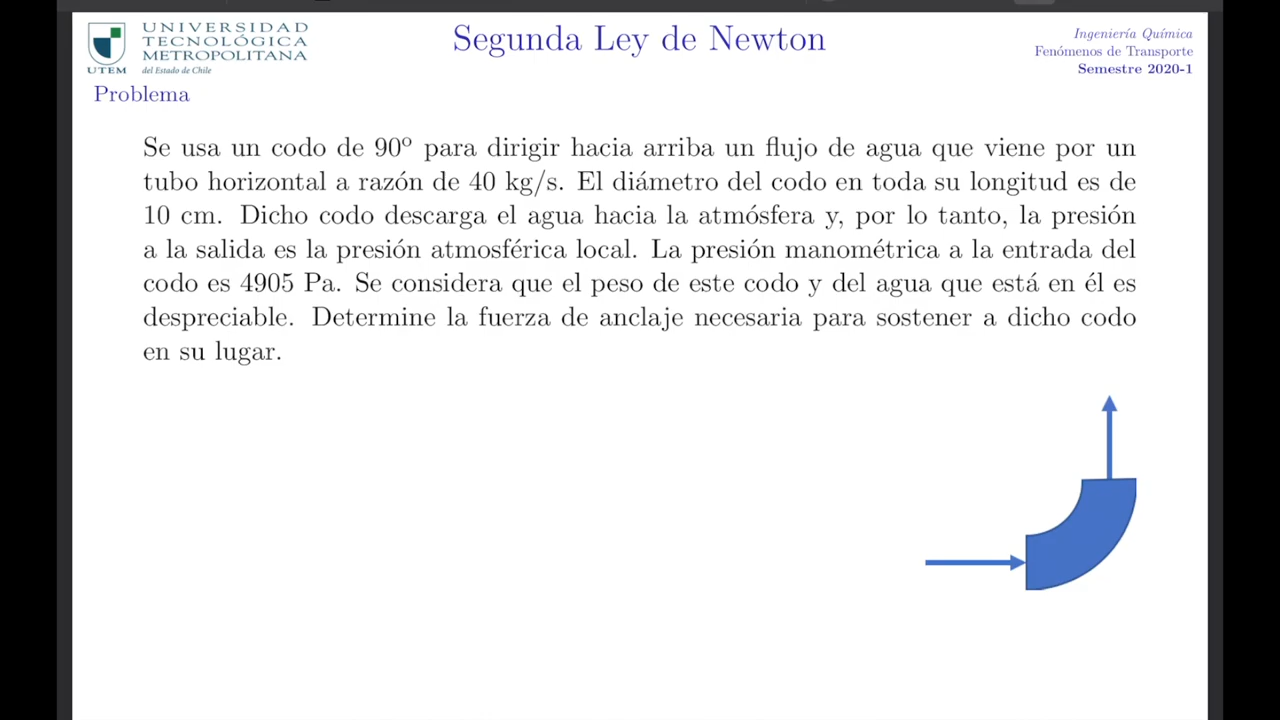 UNIVERSIDAD
TECNOLÓGICA
METROPOLITANA
UTEM
del Estado de Chile
Segunda Ley de Newton
Ingeniería Química
Fenómenos de Transporte
Semestre 2020-1
Problema
Se usa un codo de 90º para dirigir hacia arriba un flujo de agua que viene por un
tubo horizontal a razón de 40 kg/s. El diámetro del codo en toda su longitud es de
10 cm. Dicho codo descarga el agua hacia la atmósfera y, por lo tanto, la presión
a la salida es la presión atmosférica local. La presión manométrica a la entrada del
codo es 4905 Pa. Se considera que el peso de este codo y del agua que está en él es
despreciable. Determine la fuerza de anclaje necesaria para sostener a dicho codo
en su lugar.